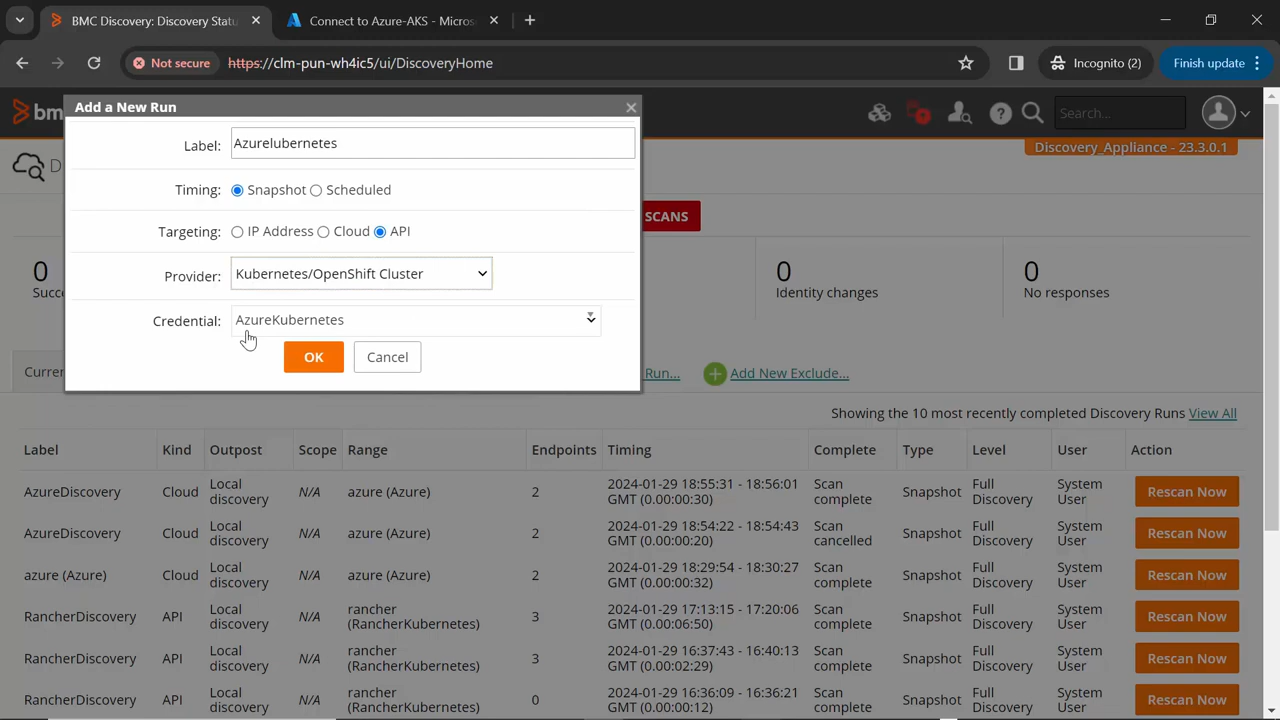 BMC Discovery: Discovery Statu
Connect to Azure-AKS - Micros
Not secure
https://clm-pun-wh4ic5/ui/DiscoveryHome
Incognito (2)
Finish update
Add a New Run
bm
Search...
Discovery_Appliance - 23.3.0.1
D
Label: Azurelubernetes
Timing: Snapshot Scheduled
Targeting: IP Address Cloud API
SCANS
Provider: Kubernetes/OpenShift Cluster
0
Succ
0
Identity changes
0
No responses
Credential: AzureKubernetes
OK Cancel
Curren
Run...
Add New Exclude...
Showing the 10 most recently completed Discovery Runs View All
Label Kind Outpost Scope Range Endpoints Timing Complete Type Level User Action
AzureDiscovery Cloud Local discovery N/A azure (Azure) 2 2024-01-29 18:55:31 - 18:56:01 GMT (0.00:00:30) Scan complete Snapshot Full Discovery System User Rescan Now
AzureDiscovery Cloud Local discovery N/A azure (Azure) 2 2024-01-29 18:54:22 - 18:54:43 GMT (0.00:00:20) Scan cancelled Snapshot Full Discovery System User Rescan Now
azure (Azure) Cloud Local discovery N/A azure (Azure) 2 2024-01-29 18:29:54 - 18:30:27 GMT (0.00:00:32) Scan complete Snapshot Full Discovery System User Rescan Now
RancherDiscovery API Local discovery N/A rancher (RancherKubernetes) 3 2024-01-29 17:13:15 - 17:20:06 GMT (0.00:06:50) Scan complete Snapshot Full Discovery System User Rescan Now
RancherDiscovery API Local discovery N/A rancher (RancherKubernetes) 3 2024-01-29 16:37:43 - 16:40:13 GMT (0.00:02:29) Scan complete Snapshot Full Discovery System User Rescan Now
RancherDiscovery API Local discovery N/A rancher (RancherKubernetes) 0 2024-01-29 16:36:09 - 16:36:21 GMT (0.00:00:12) Scan complete Snapshot Full Discovery System User Rescan Now